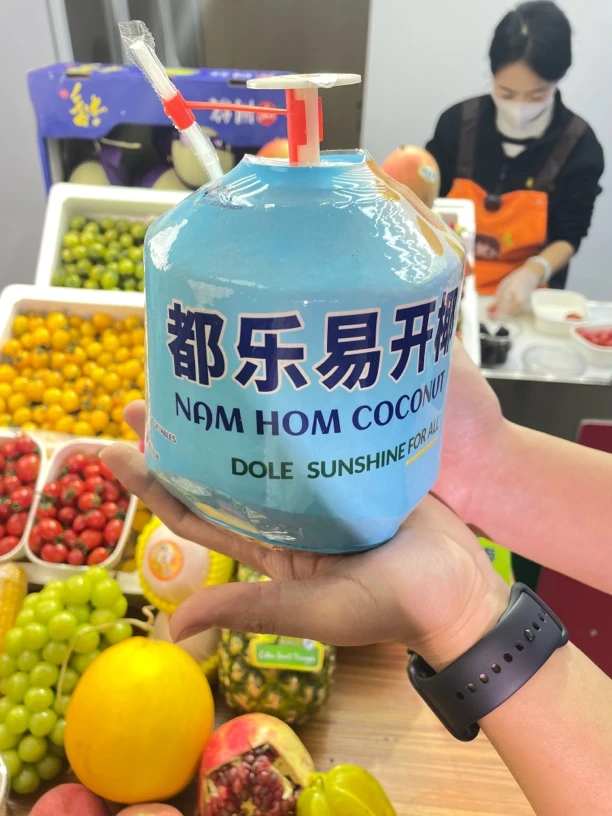 都乐易开椰
NAM HOM COCONUT
DOLE SUNSHINE FOR ALL